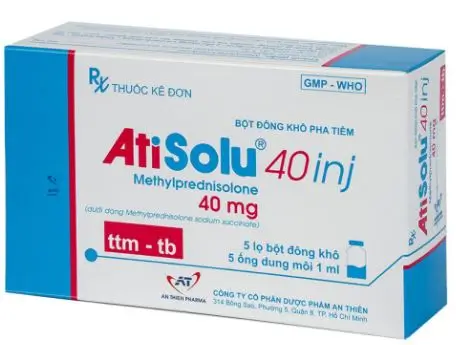 Rx THUỐC KÊ ĐƠN
GMP - WHO
BỘT ĐÔNG KHÔ PHA TIÊM
AtiSolu® 40 inj
Methylprednisolone
40 mg
(dưới dạng Methylprednisolone sodium succinate)
ttm - tb
5 lọ bột đông khô
5 ống dung môi 1 ml
AT
AN THIEN PHARMA
CÔNG TY CỔ PHẦN DƯỢC PHẨM AN THIÊN
314 Bông Sao, Phường 5, Quận 8, TP. Hồ Chí Minh
Rx
AtiSolu® 40 inj
40 mg